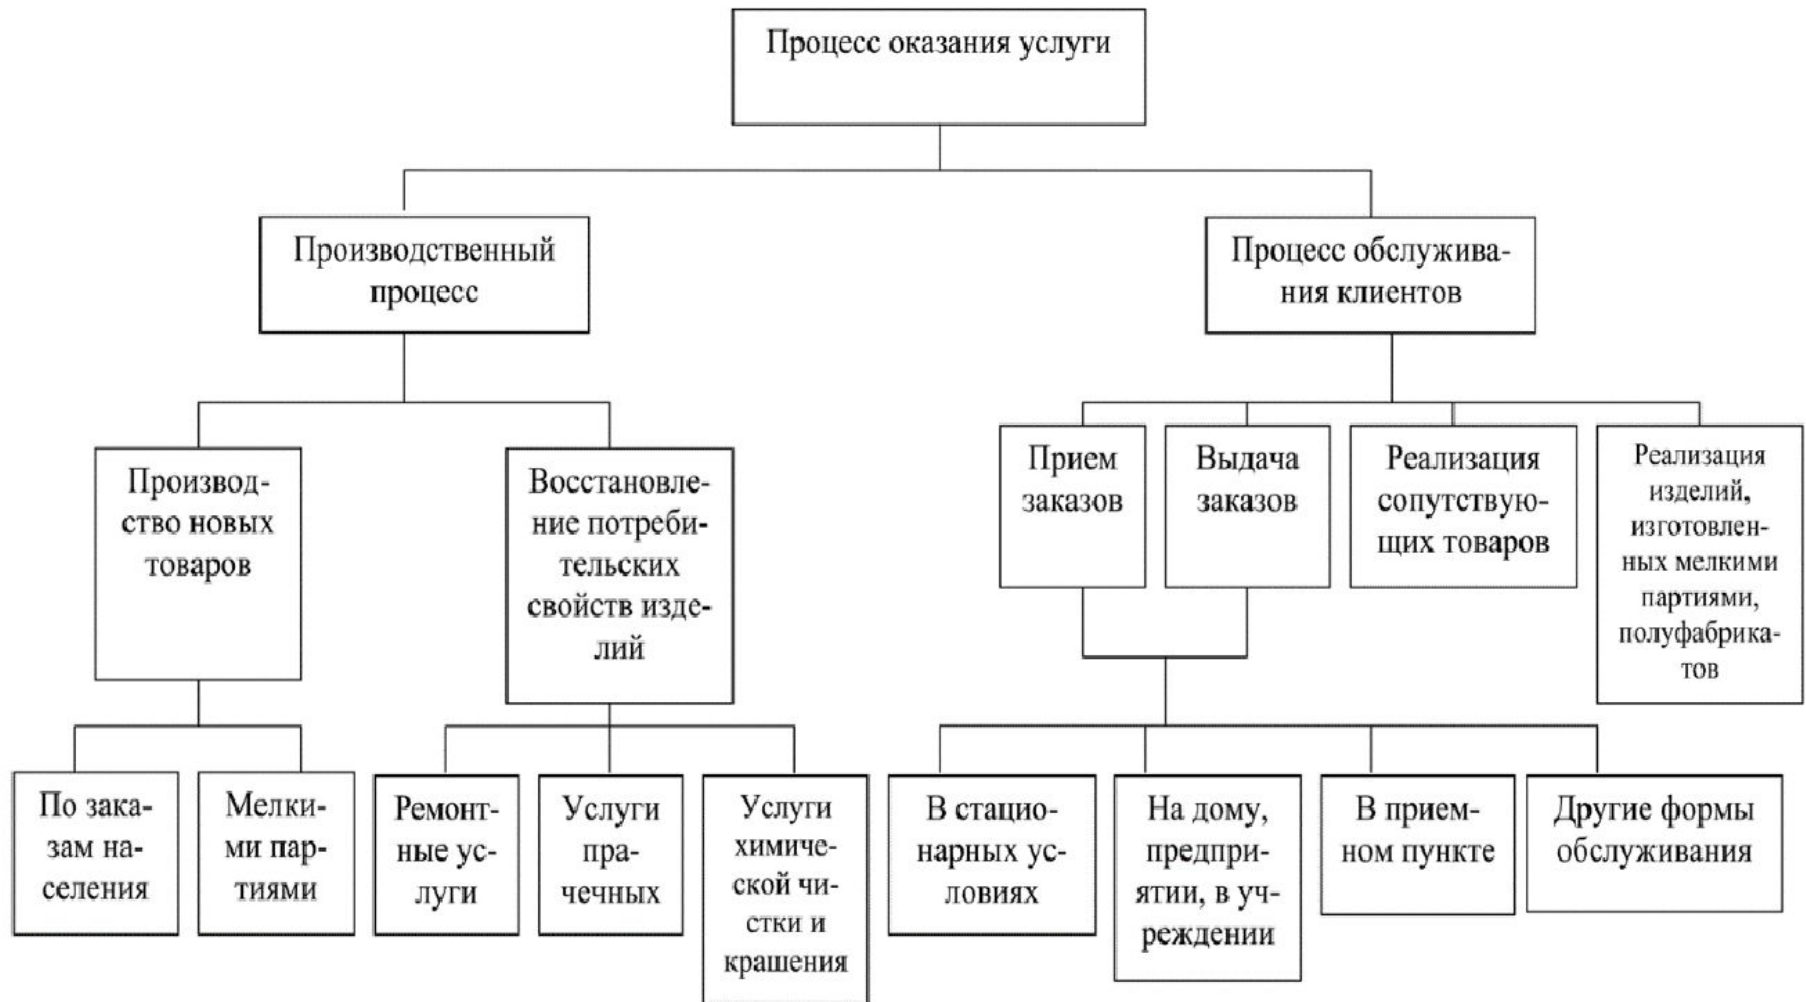 Процесс оказания услуги
Производственный
процесс
Процесс обслужива-
ния клиентов
Производ-
ство новых
товаров
Восстановле-
ние потреби-
тельских
свойств изде-
лий
Прием
заказов
Выдача
заказов
Реализация
сопутствую-
щих товаров
Реализация
изделий,
изготовлен-
ных мелкими
партиями,
полуфабрика-
тов
По зака-
зам на-
селения
Мелки-
ми пар-
тиями
Ремонт-
ные ус-
луги
Услуги
пра-
чечных
Услуги
химиче-
ской чи-
стки и
крашения
В стацио-
нарных ус-
ловиях
На дому,
предпри-
ятии, в уч-
реждении
В прием-
ном пункте
Другие формы
обслуживания